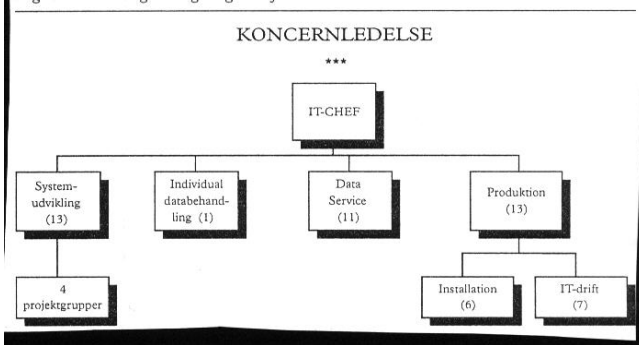 KONCERNLEDELSE
***
IT-CHEF
System-
udvikling
(13)
Individual
databehand-
ling (1)
Data
Service
(11)
Produktion
(13)
4
projektgrupper
Installation
(6)
IT-drift
(7)